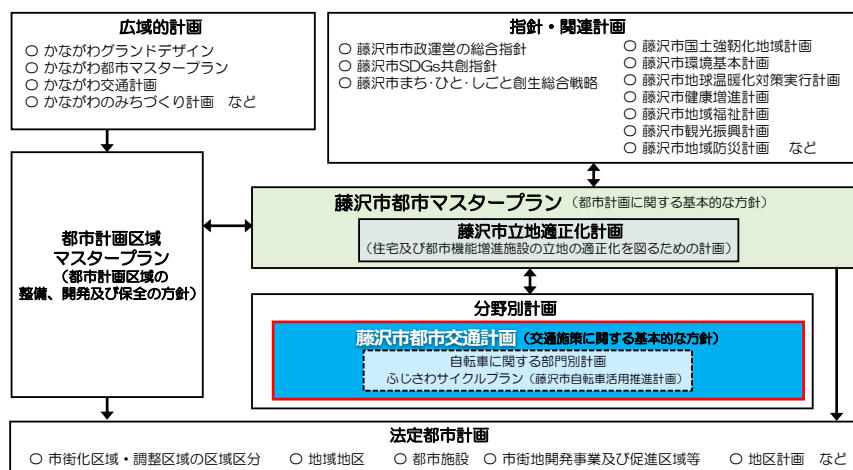 広域的計画
○ かながわグランドデザイン
○ かながわ都市マスタープラン
○ かながわ交通計画
○ かながわのみちづくり計画　など
指針・関連計画
○ 藤沢市市政運営の総合指針
○ 藤沢市SDGs共創指針
○ 藤沢市まち・ひと・しごと創生総合戦略
○ 藤沢市国土強靱化地域計画
○ 藤沢市環境基本計画
○ 藤沢市地球温暖化対策実行計画
○ 藤沢市健康増進計画
○ 藤沢市地域福祉計画
○ 藤沢市観光振興計画
○ 藤沢市地域防災計画　など
都市計画区域
マスタープラン
（都市計画区域の
整備、開発及び保全の方針）
藤沢市都市マスタープラン（都市計画に関する基本的な方針）
藤沢市立地適正化計画
（住宅及び都市機能増進施設の立地の適正化を図るための計画）
分野別計画
藤沢市都市交通計画（交通施策に関する基本的な方針）
自転車に関する部門別計画
ふじさわサイクルプラン（藤沢市自転車活用推進計画）
法定都市計画
○ 市街化区域・調整区域の区域区分　○ 地域地区　○ 都市施設　○ 市街地開発事業及び促進区域等　○ 地区計画　など